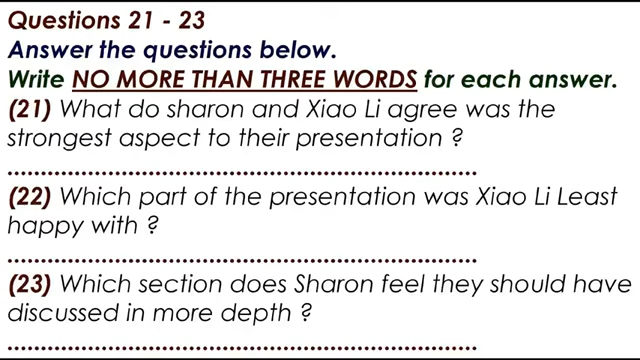 Questions 21 - 23
Answer the questions below.
Write NO MORE THAN THREE WORDS for each answer.
(21) What do sharon and Xiao Li agree was the
strongest aspect to their presentation ?
.......................................................................
(22) Which part of the presentation was Xiao Li Least
happy with ?
.......................................................................
(23) Which section does Sharon feel they should have
discussed in more depth ?
.......................................................................